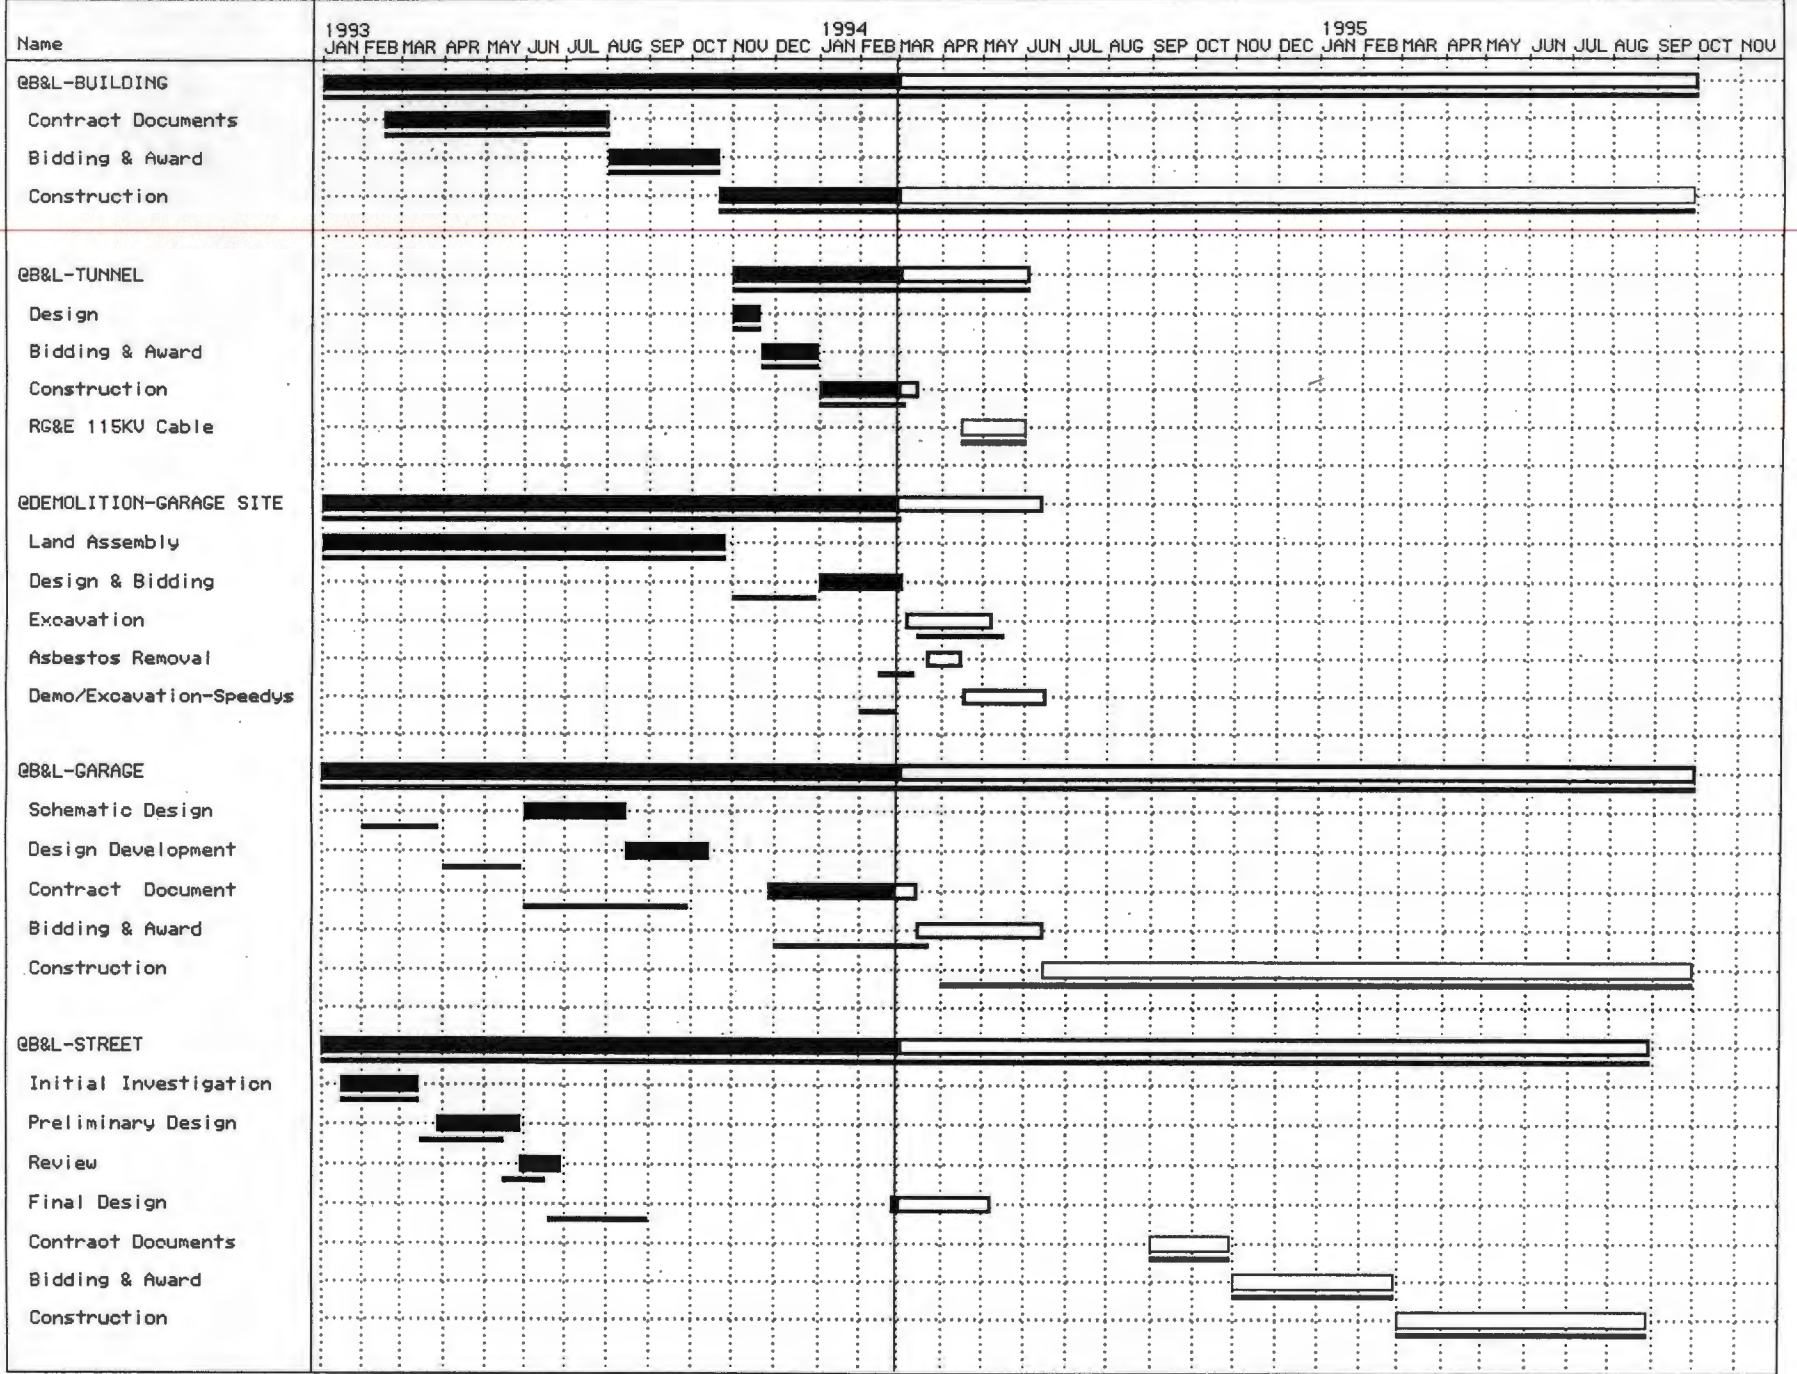 1993 1994 1995
Name JAN FEB MAR APR MAY JUN JUL AUG SEP OCT NOV DEC JAN FEB MAR APR MAY JUN JUL AUG SEP OCT NOV DEC JAN FEB MAR APR MAY JUN JUL AUG SEP OCT NOV
@B&L-BUILDING
Contract Documents
Bidding & Award
Construction
@B&L-TUNNEL
Design
Bidding & Award
Construction
RG&E 115KV Cable
@DEMOLITION-GARAGE SITE
Land Assembly
Design & Bidding
Excavation
Asbestos Removal
Demo/Excavation-Speedys
@B&L-GARAGE
Schematic Design
Design Development
Contract Document
Bidding & Award
Construction
@B&L-STREET
Initial Investigation
Preliminary Design
Review
Final Design
Contract Documents
Bidding & Award
Construction